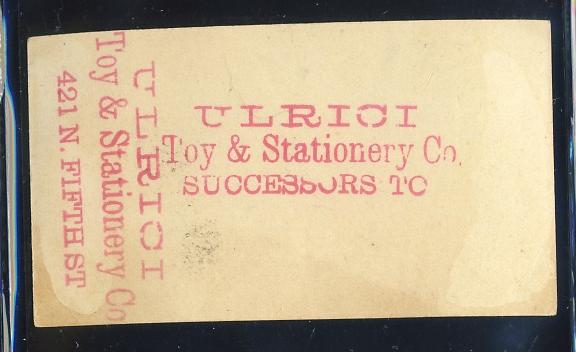 ULRICI
Toy & Stationery Co.
SUCCESSORS TO
ULRICI
Toy & Stationery Co
421 N. FIFTH ST